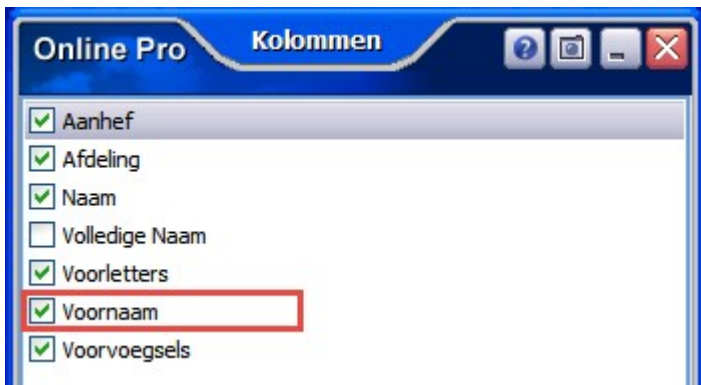 Online Pro Kolommen
Aanhef
Afdeling
Naam
Volledige Naam
Voorletters
Voornaam
Voorvoegsels